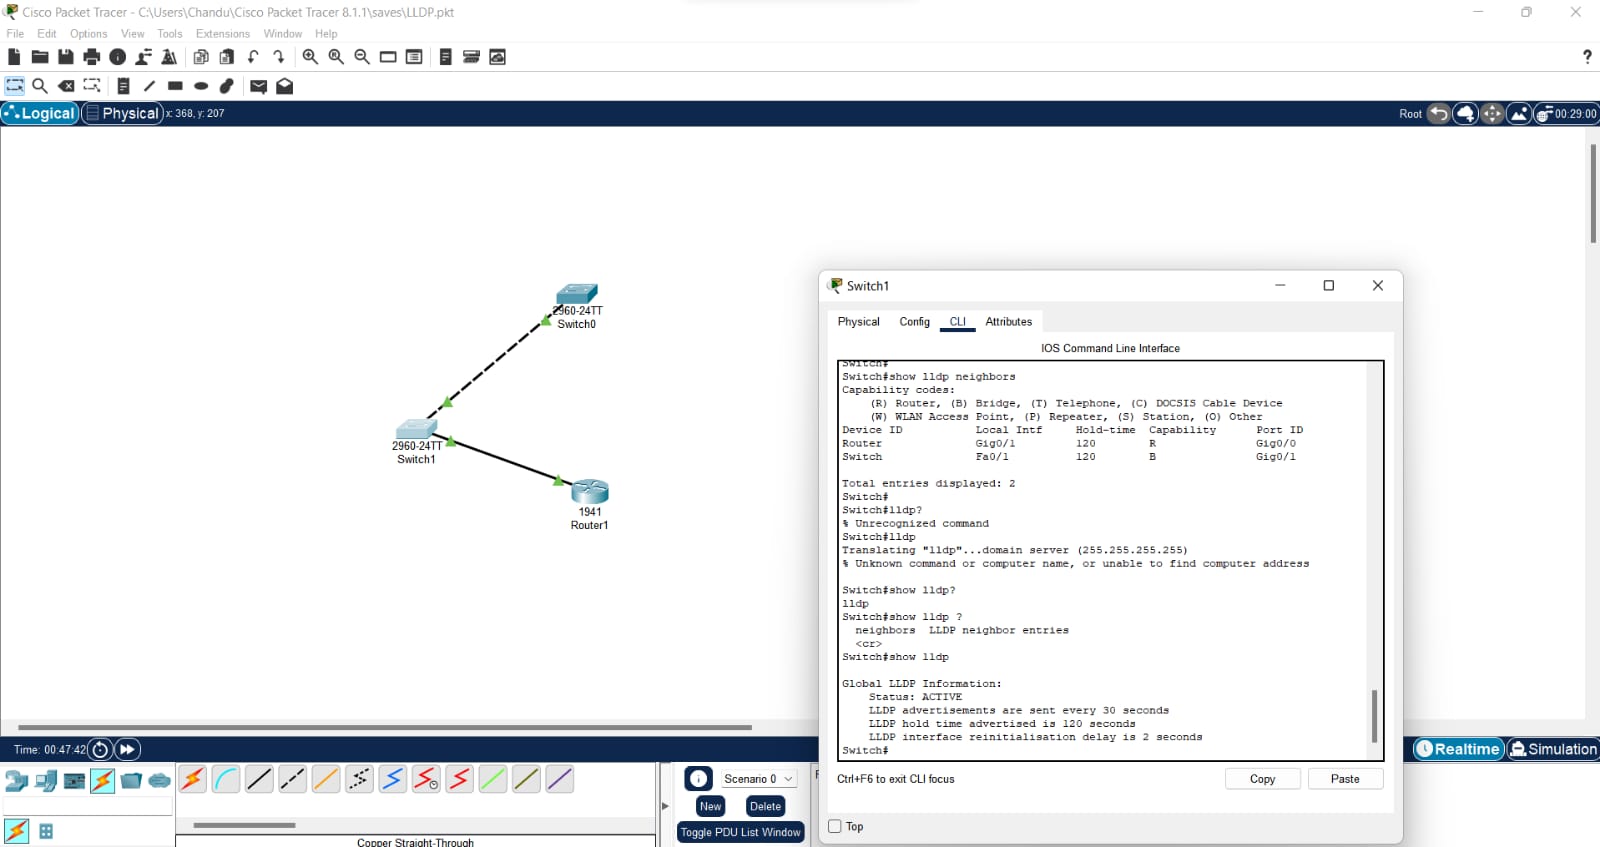 Cisco Packet Tracer - C:\Users\Chandu\Cisco Packet Tracer 8.1.1\saves\LLDP.pkt
File Edit Options View Tools Extensions Window Help
Logical Physical x: 368, y: 207 Root 00:29:00
2960-24TT
Switch0
2960-24TT
Switch1
1941
Router1
Switch1
Physical Config CLI Attributes
IOS Command Line Interface
Switch#
Switch#show lldp neighbors
Capability codes:
(R) Router, (B) Bridge, (T) Telephone, (C) DOCSIS Cable Device
(W) WLAN Access Point, (P) Repeater, (S) Station, (O) Other
Device ID Local Intf Hold-time Capability Port ID
Router Gig0/1 120 R Gig0/0
Switch Fa0/1 120 B Gig0/1
Total entries displayed: 2
Switch#
Switch#lldp?
% Unrecognized command
Switch#lldp
Translating "lldp"...domain server (255.255.255.255)
% Unknown command or computer name, or unable to find computer address
Switch#show lldp?
lldp
Switch#show lldp ?
neighbors LLDP neighbor entries
<cr>
Switch#show lldp
Global LLDP Information:
Status: ACTIVE
LLDP advertisements are sent every 30 seconds
LLDP hold time advertised is 120 seconds
LLDP interface reinitialisation delay is 2 seconds
Switch#
Ctrl+F6 to exit CLI focus
Copy Paste
Top
Time: 00:47:42
Realtime Simulation
Scenario 0
New Delete
Toggle PDU List Window
Copper Straight-Through